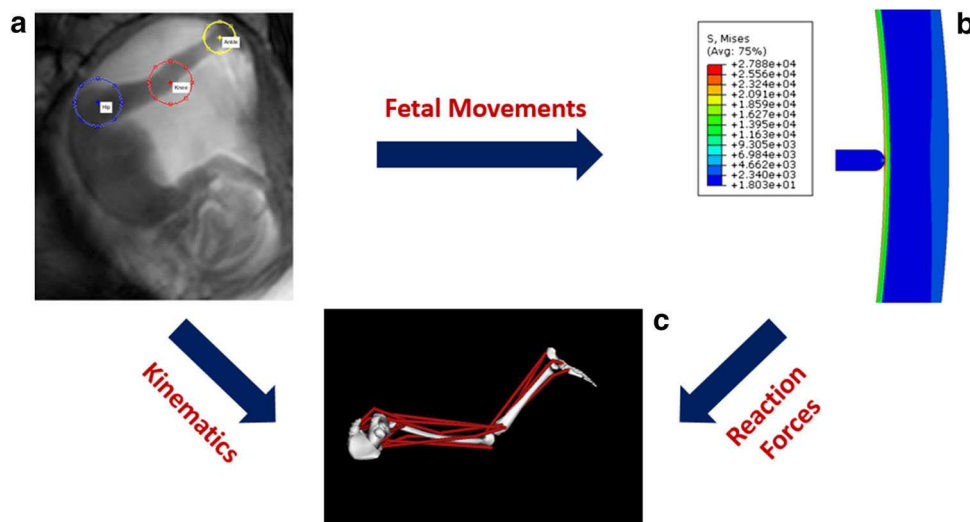 a
Hip
Knee
Ankle
Fetal Movements
b
S, Mises
(Avg: 75%)
+2.788e+04
+2.556e+04
+2.324e+04
+2.091e+04
+1.859e+04
+1.627e+04
+1.395e+04
+1.163e+04
+9.305e+03
+6.984e+03
+4.662e+03
+2.340e+03
+1.803e+01
Kinematics
c
Reaction
Forces